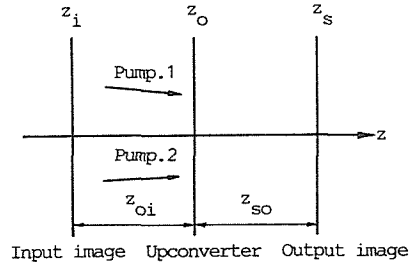 z_i z_o z_s
Pump.1
z
Pump.2
z_oi z_so
Input image Upconverter Output image